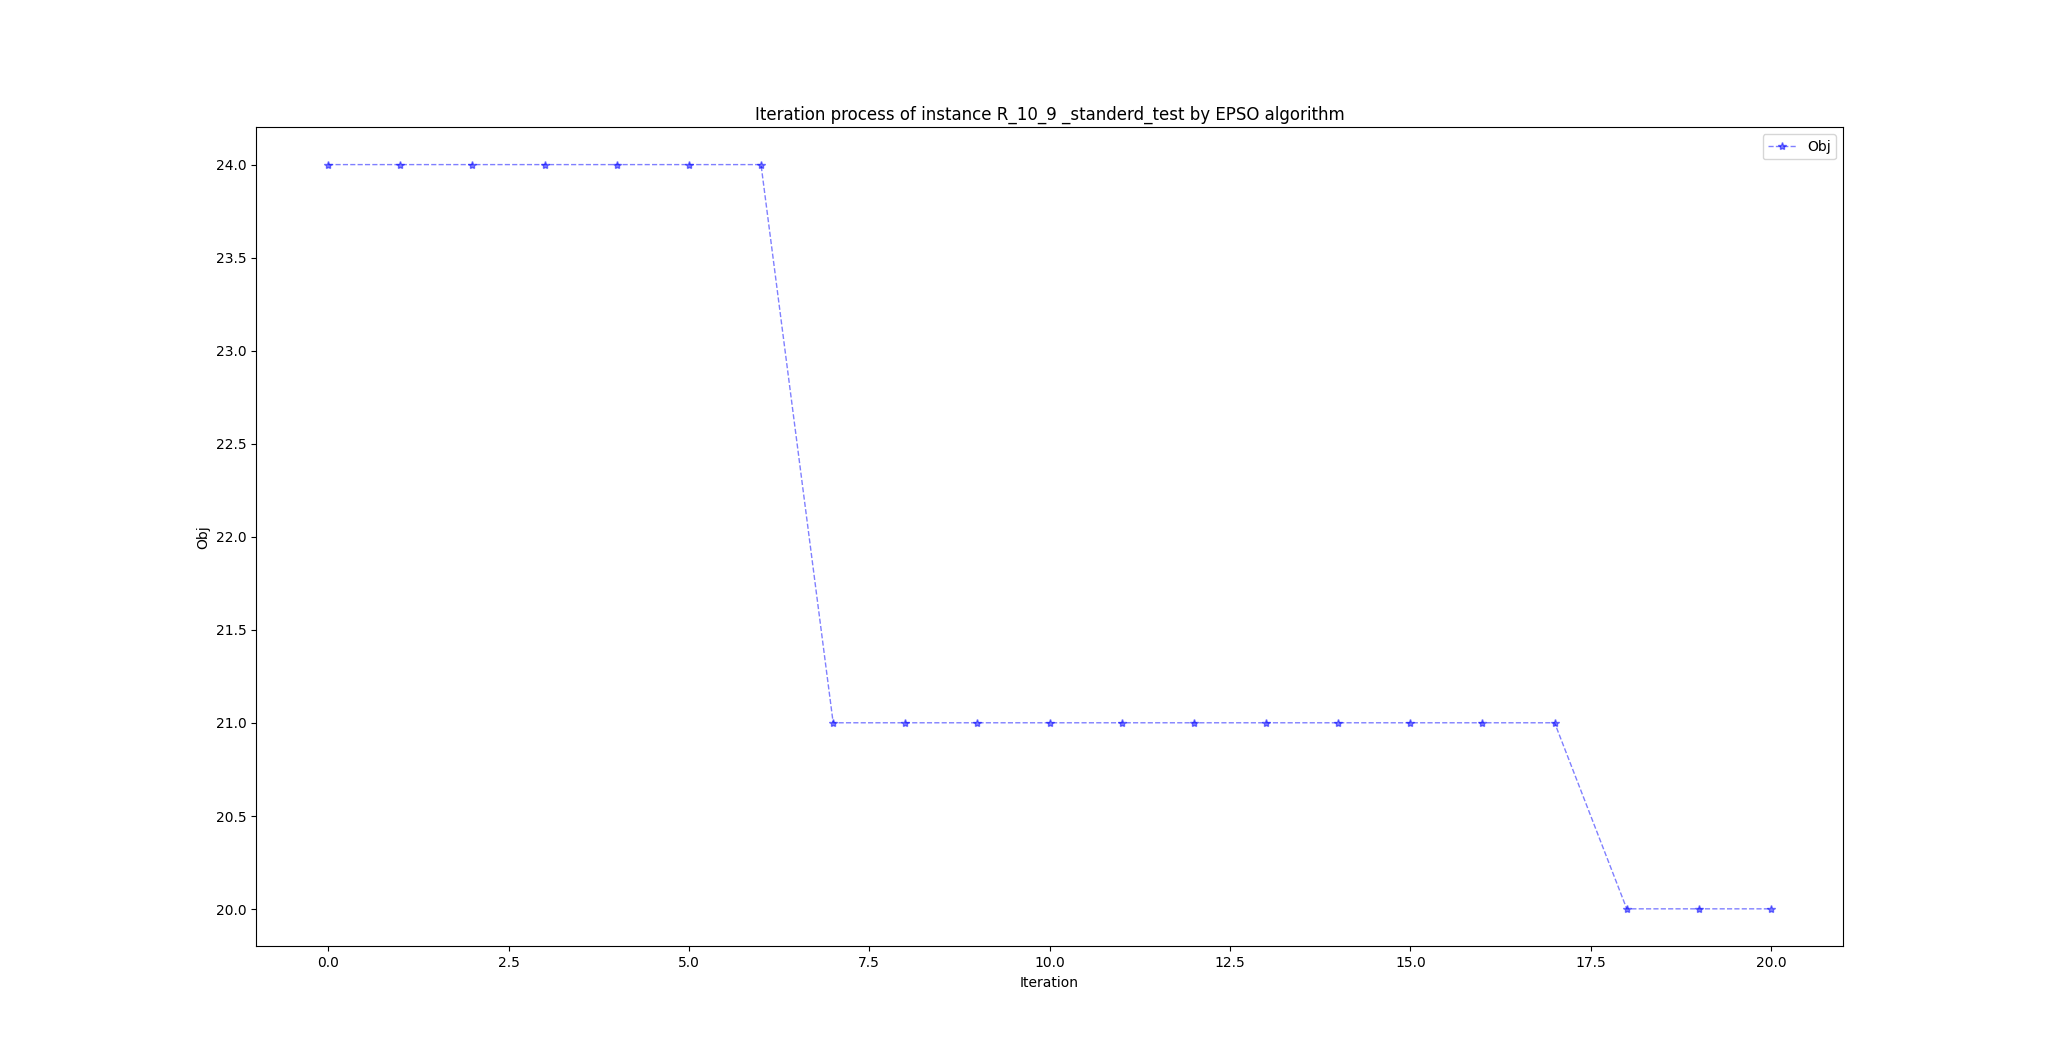 Iteration process of instance R_10_9 _standerd_test by EPSO algorithm
Obj
24.0
23.5
23.0
22.5
22.0
21.5
21.0
20.5
20.0
Obj
0.0 2.5 5.0 7.5 10.0 12.5 15.0 17.5 20.0
Iteration